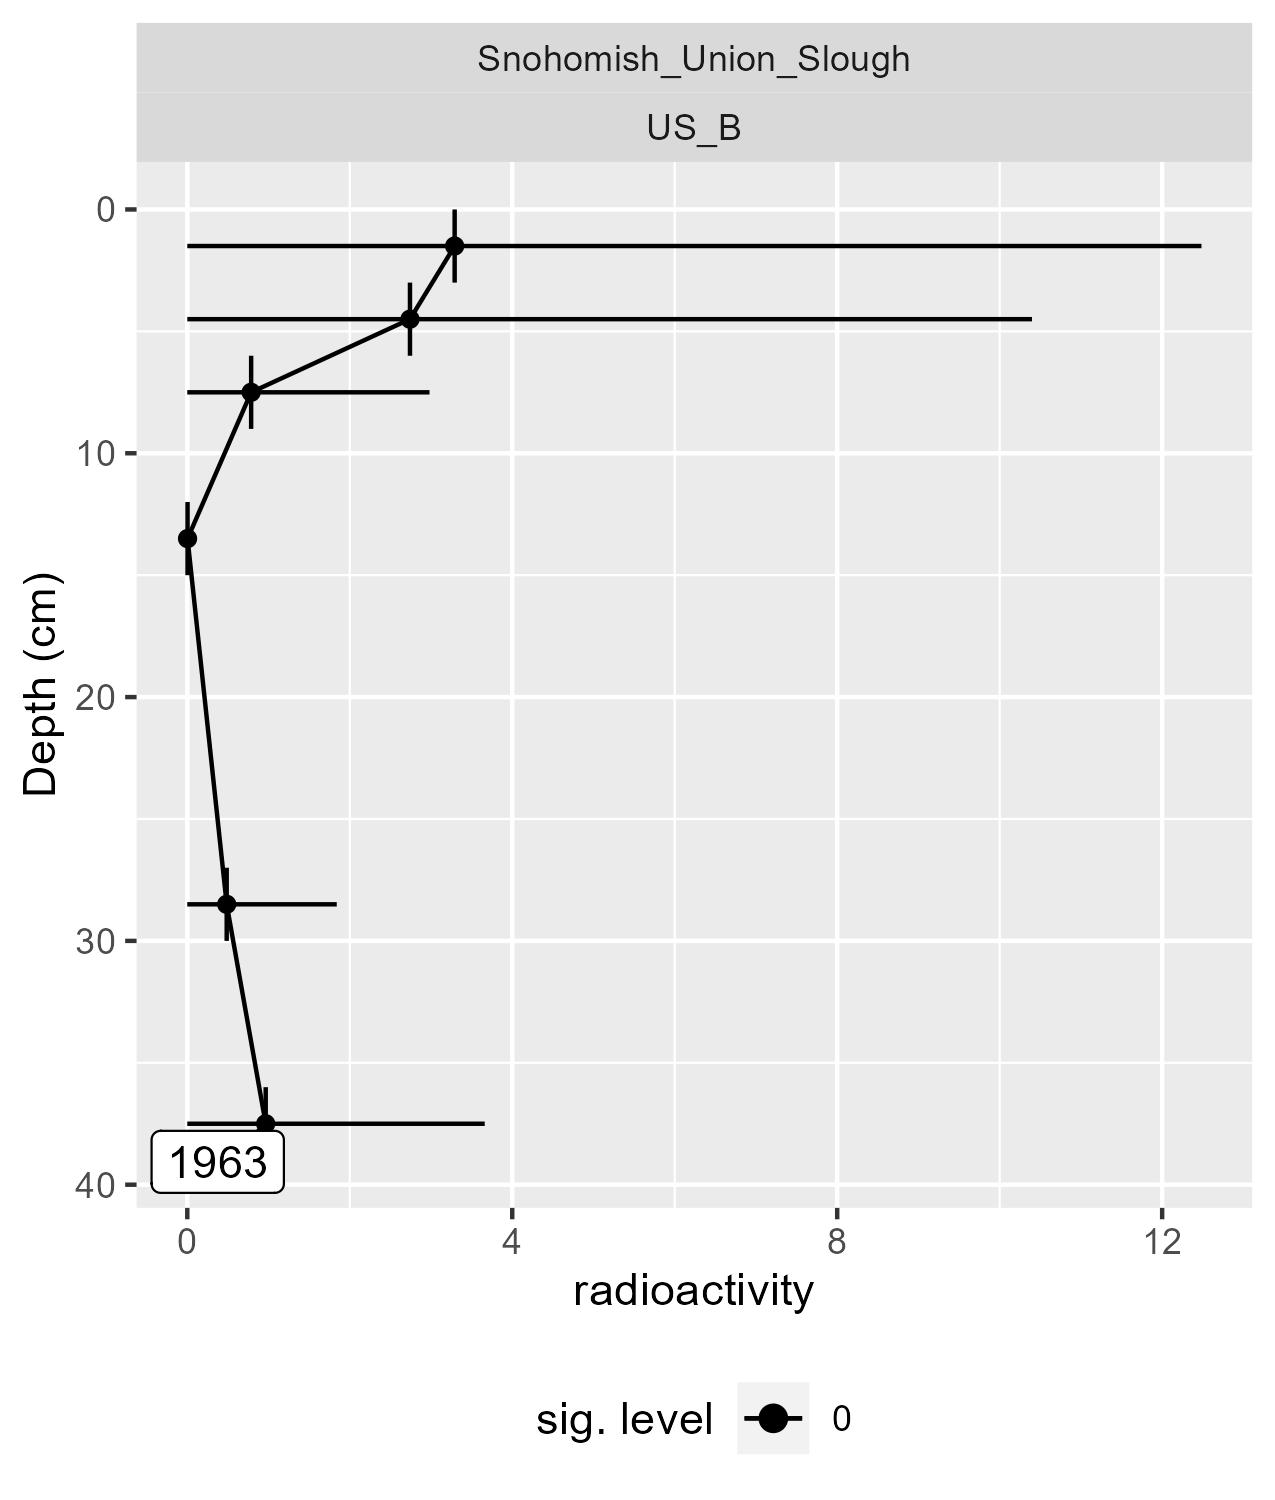 Snohomish_Union_Slough
US_B
0
10
20
30
40
Depth (cm)
1963
0 4 8 12
radioactivity
sig. level 0